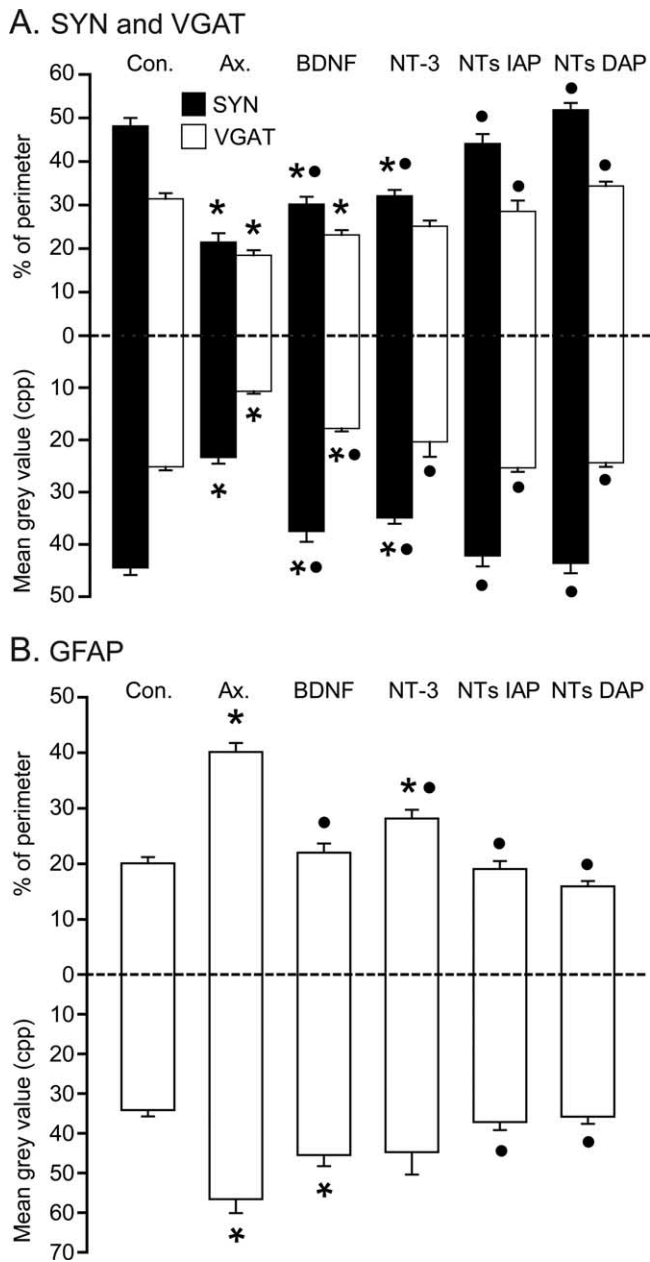 A. SYN and VGAT
Con. Ax. BDNF NT-3 NTs IAP NTs DAP
SYN
VGAT
% of perimeter
60
50
40
30
20
10
0
10
20
30
40
50
Mean grey value (cpp)
* * * ● * * ● ● ● ● ●
* * * ● * ● * ● ● * ● ● ● ● ●
B. GFAP
Con. Ax. BDNF NT-3 NTs IAP NTs DAP
% of perimeter
50
40
30
20
10
0
10
20
30
40
50
60
70
Mean grey value (cpp)
* ● * ● ● ●
* * ● ●